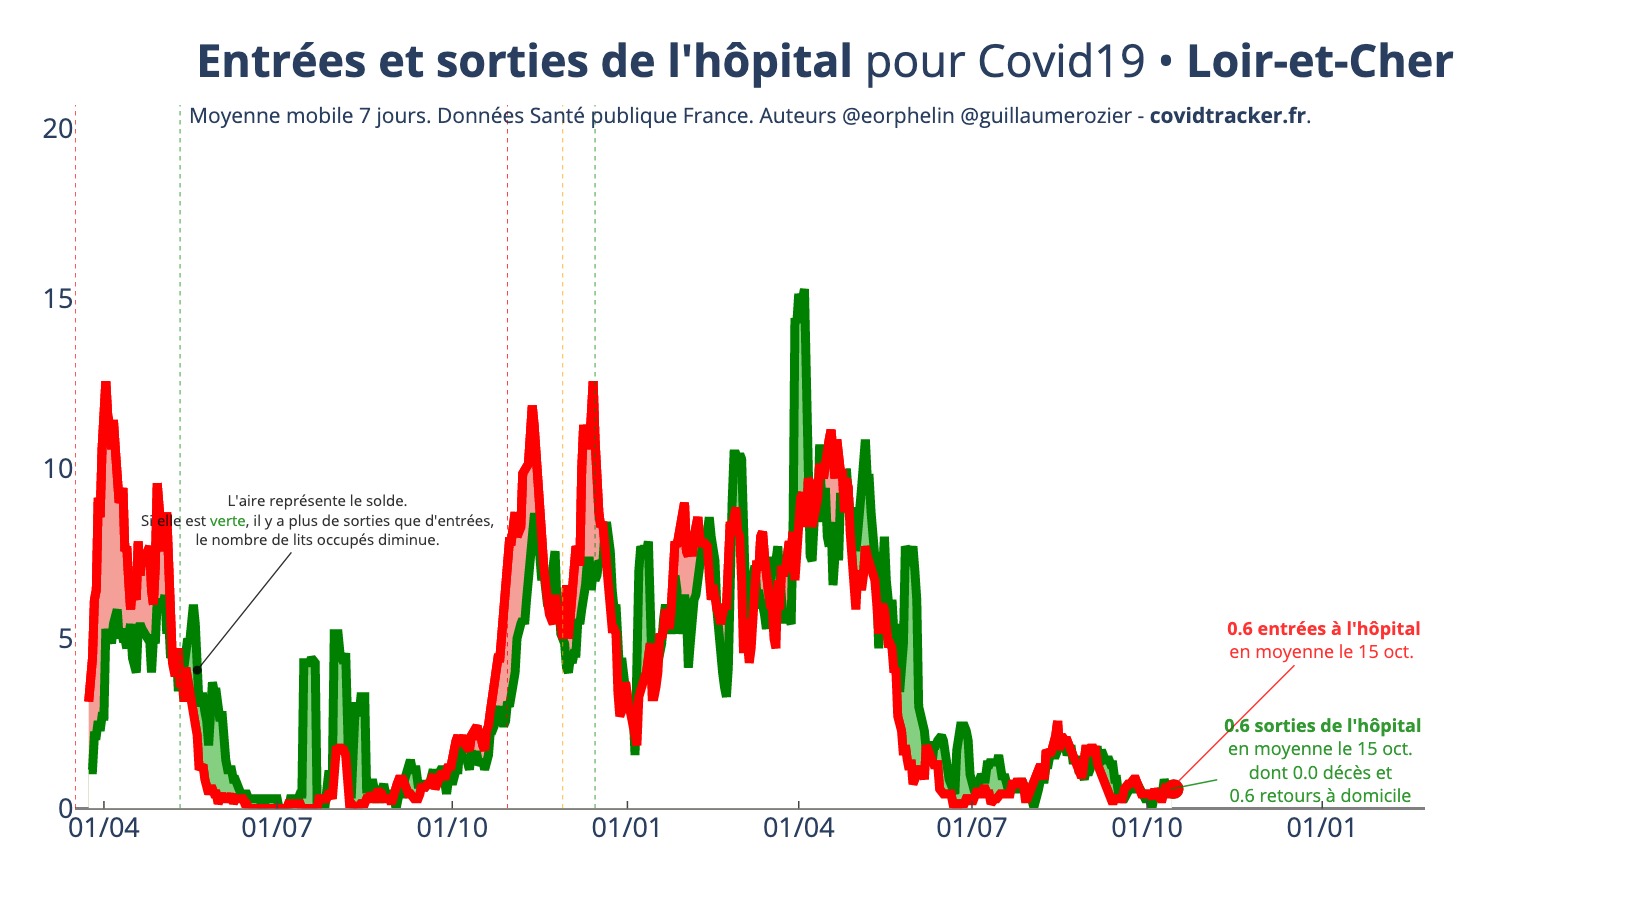 Entrées et sorties de l'hôpital pour Covid19 • Loir-et-Cher
Moyenne mobile 7 jours. Données Santé publique France. Auteurs @eorphelin @guillaumerozier - covidtracker.fr.
20
15
10
5
0
L'aire représente le solde.
Si elle est verte, il y a plus de sorties que d'entrées,
le nombre de lits occupés diminue.
0.6 entrées à l'hôpital
en moyenne le 15 oct.
0.6 sorties de l'hôpital
en moyenne le 15 oct.
dont 0.0 décès et
0.6 retours à domicile
01/04 01/07 01/10 01/01 01/04 01/07 01/10 01/01